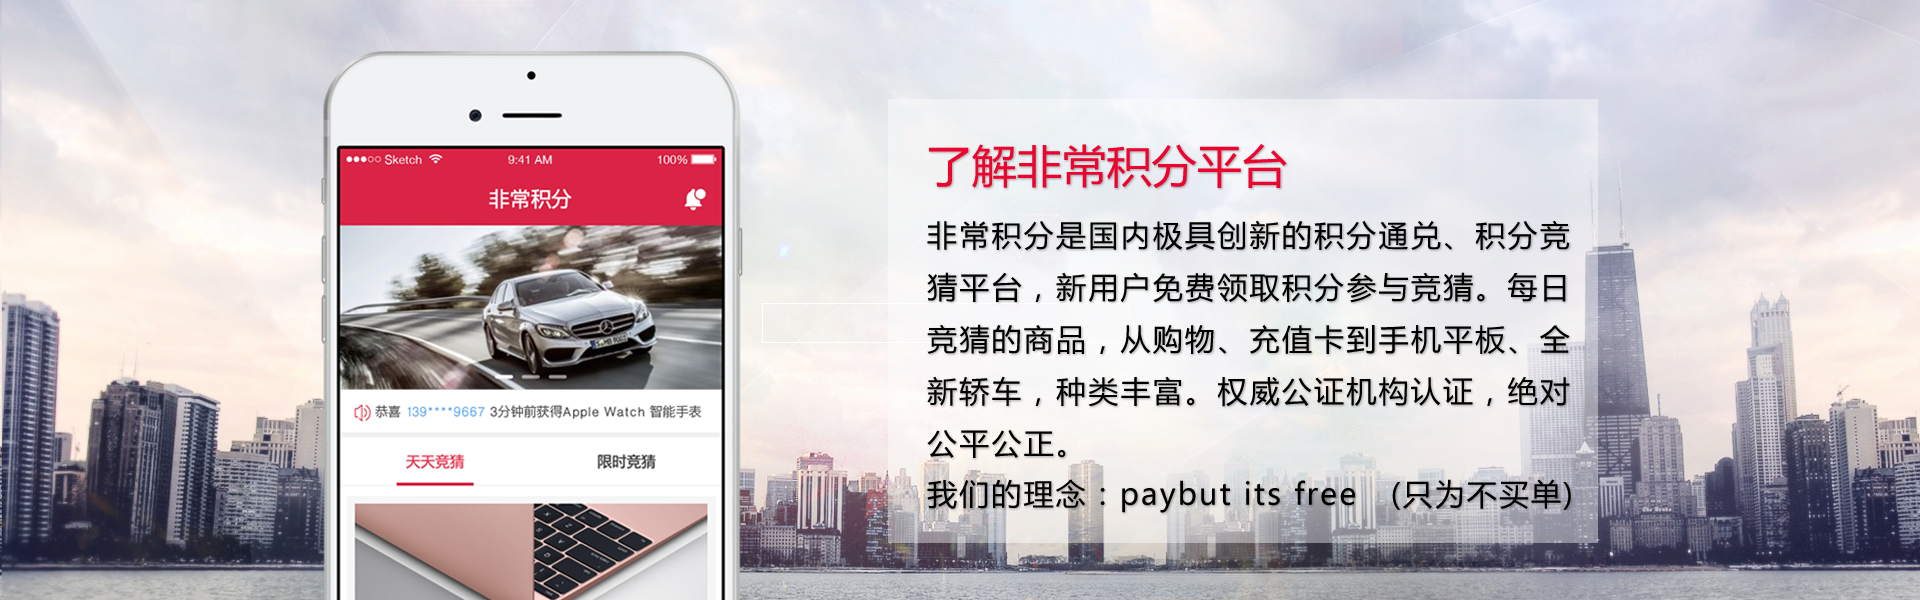 Sketch 9:41 AM 100%
非常积分
恭喜 139****9667 3分钟前获得Apple Watch 智能手表
天天竞猜 限时竞猜
了解非常积分平台
非常积分是国内极具创新的积分通兑、积分竞
猜平台，新用户免费领取积分参与竞猜。每日
竞猜的商品，从购物、充值卡到手机平板、全
新轿车，种类丰富。权威公证机构认证，绝对
公平公正。
我们的理念：paybut its free （只为不买单)